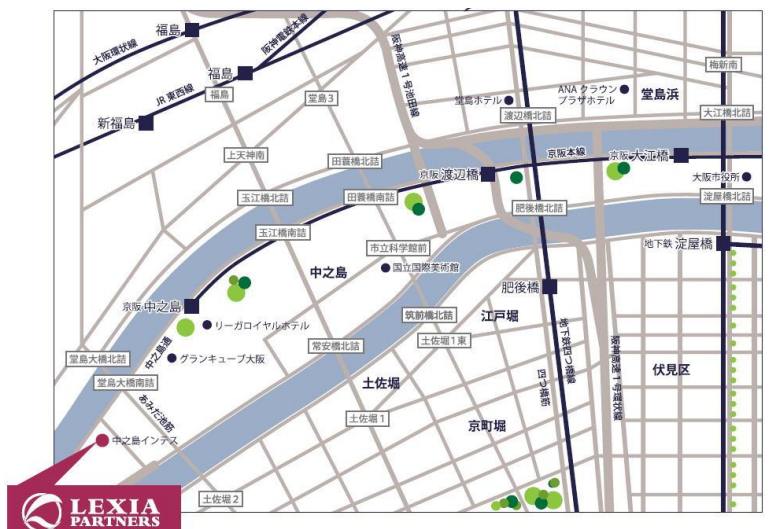 福島
大阪環状線
阪神電鉄本線
福島
JR東西線
福島
新福島
上天神南
堂島3
阪神高速1号池田線
堂島ホテル
ANA クラウン
プラザホテル
堂島浜
梅新南
渡辺橋北詰
大江橋北詰
田蓑橋北詰
京阪 渡辺橋
京阪本線
京阪 大江橋
大阪市役所
玉江橋北詰
田蓑橋南詰
肥後橋北詰
淀屋橋北詰
玉江橋南詰
市立科学館前
地下鉄 淀屋橋
中之島
国立国際美術館
肥後橋
京阪 中之島
筑前橋北詰
江戸堀
リーガロイヤルホテル
常安橋北詰
土佐堀1東
地下鉄四つ橋線
阪神高速1号環状線
堂島大橋北詰
中之島通
グランキューブ大阪
伏見区
堂島大橋南詰
土佐堀
四つ橋筋
あみだ池筋
土佐堀1
京町堀
中之島インテス
土佐堀2
LEXIA
PARTNERS